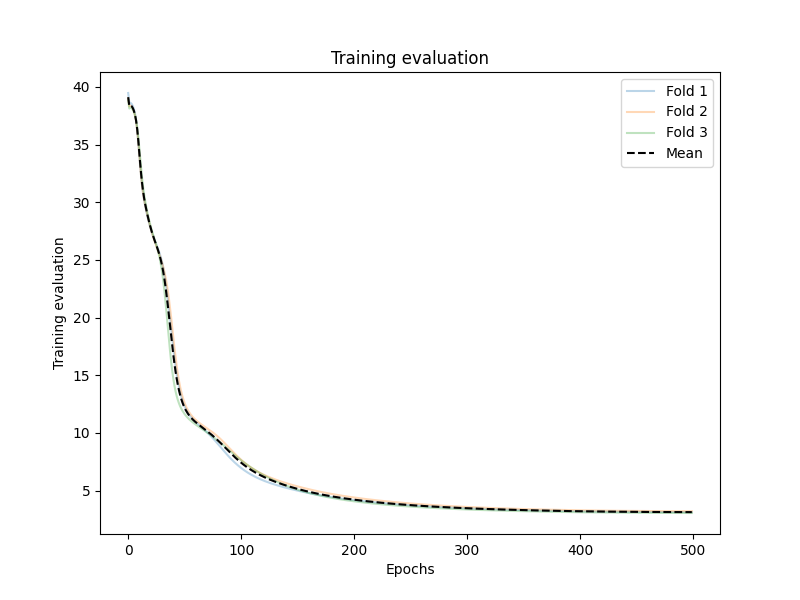 Training evaluation
Fold 1
Fold 2
Fold 3
Mean
Training evaluation
40
35
30
25
20
15
10
5
0 100 200 300 400 500
Epochs